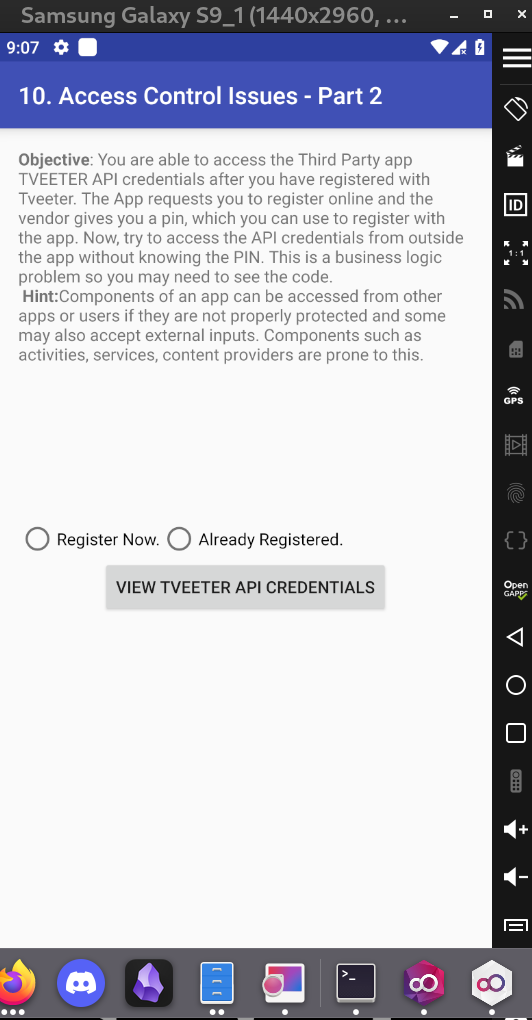 Samsung Galaxy S9_1 (1440x2960, ...
9:07
10. Access Control Issues - Part 2
Objective: You are able to access the Third Party app
TVEETER API credentials after you have registered with
Tveeter. The App requests you to register online and the
vendor gives you a pin, which you can use to register with
the app. Now, try to access the API credentials from outside
the app without knowing the PIN. This is a business logic
problem so you may need to see the code.
Hint:Components of an app can be accessed from other
apps or users if they are not properly protected and some
may also accept external inputs. Components such as
activities, services, content providers are prone to this.
Register Now. Already Registered.
VIEW TVEETER API CREDENTIALS
ID
1:1
GPS
Open
GAPPS